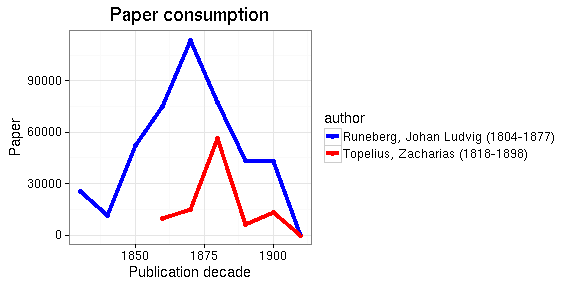 Paper consumption
Paper
90000
60000
30000
0
1850
1875
1900
Publication decade
author
Runeberg, Johan Ludvig (1804-1877)
Topelius, Zacharias (1818-1898)